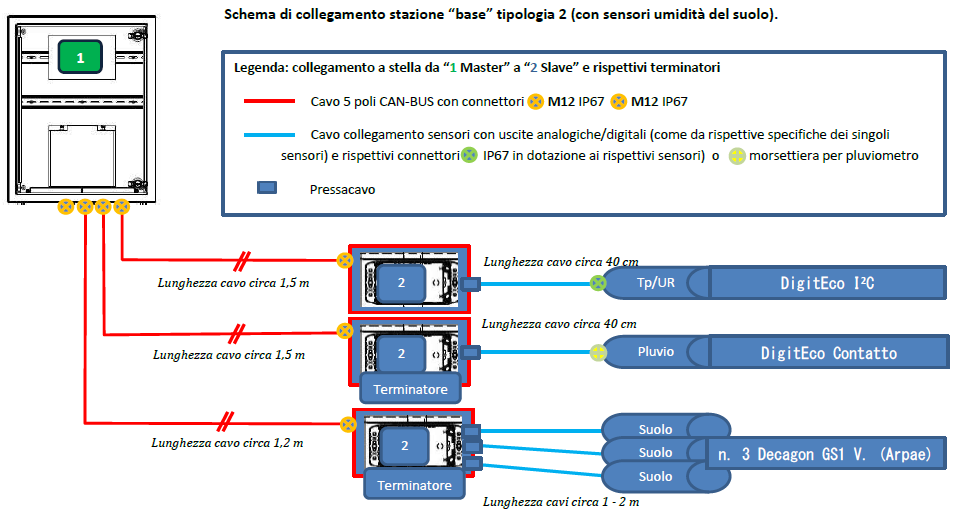 Schema di collegamento stazione “base” tipologia 2 (con sensori umidità del suolo).
1
Legenda: collegamento a stella da “1 Master” a “2 Slave” e rispettivi terminatori
Cavo 5 poli CAN-BUS con connettori M12 IP67 M12 IP67
Cavo collegamento sensori con uscite analogiche/digitali (come da rispettive specifiche dei singoli
sensori) e rispettivi connettori IP67 in dotazione ai rispettivi sensori) o morsettiera per pluviometro
Pressacavo
Lunghezza cavo circa 1,5 m
2
Lunghezza cavo circa 40 cm
Tp/UR
DigitEco I²C
Lunghezza cavo circa 1,5 m
2
Terminatore
Lunghezza cavo circa 40 cm
Pluvio
DigitEco Contatto
Lunghezza cavo circa 1,2 m
2
Terminatore
Suolo
Suolo
Suolo
n. 3 Decagon GS1 V. (Arpae)
Lunghezza cavi circa 1 - 2 m